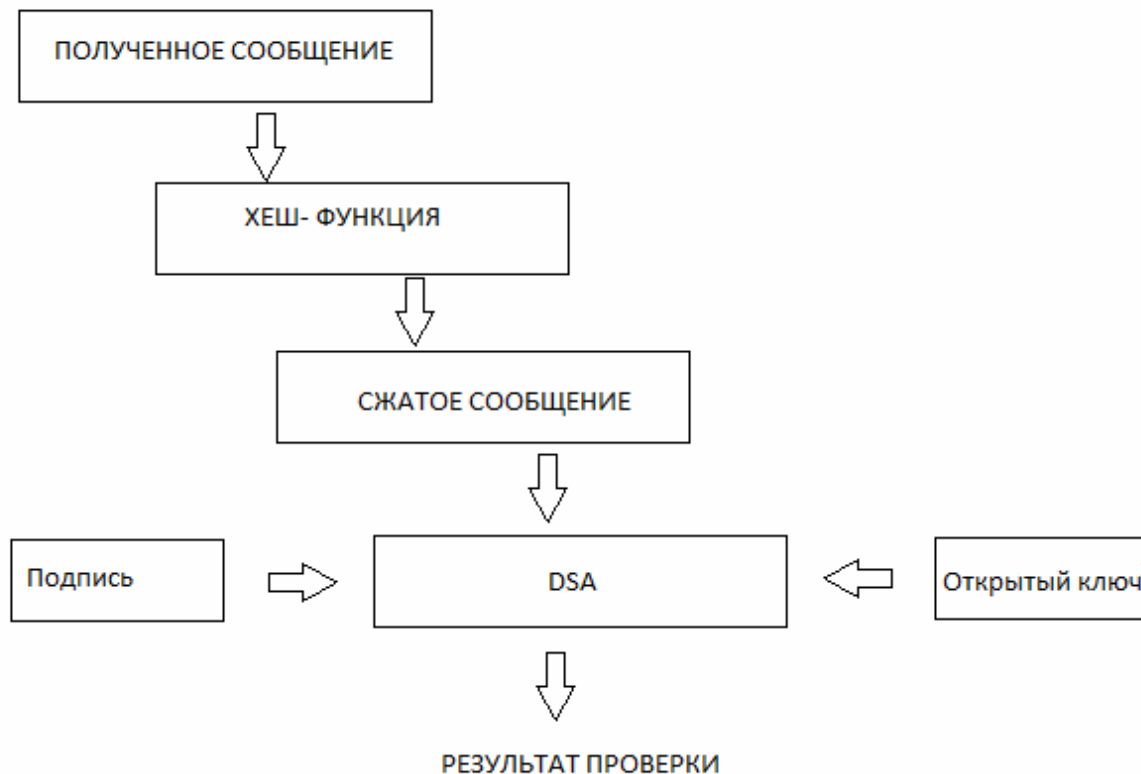 ПОЛУЧЕННОЕ СООБЩЕНИЕ
ХЕШ- ФУНКЦИЯ
СЖАТОЕ СООБЩЕНИЕ
Подпись
DSA
Открытый ключ
РЕЗУЛЬТАТ ПРОВЕРКИ